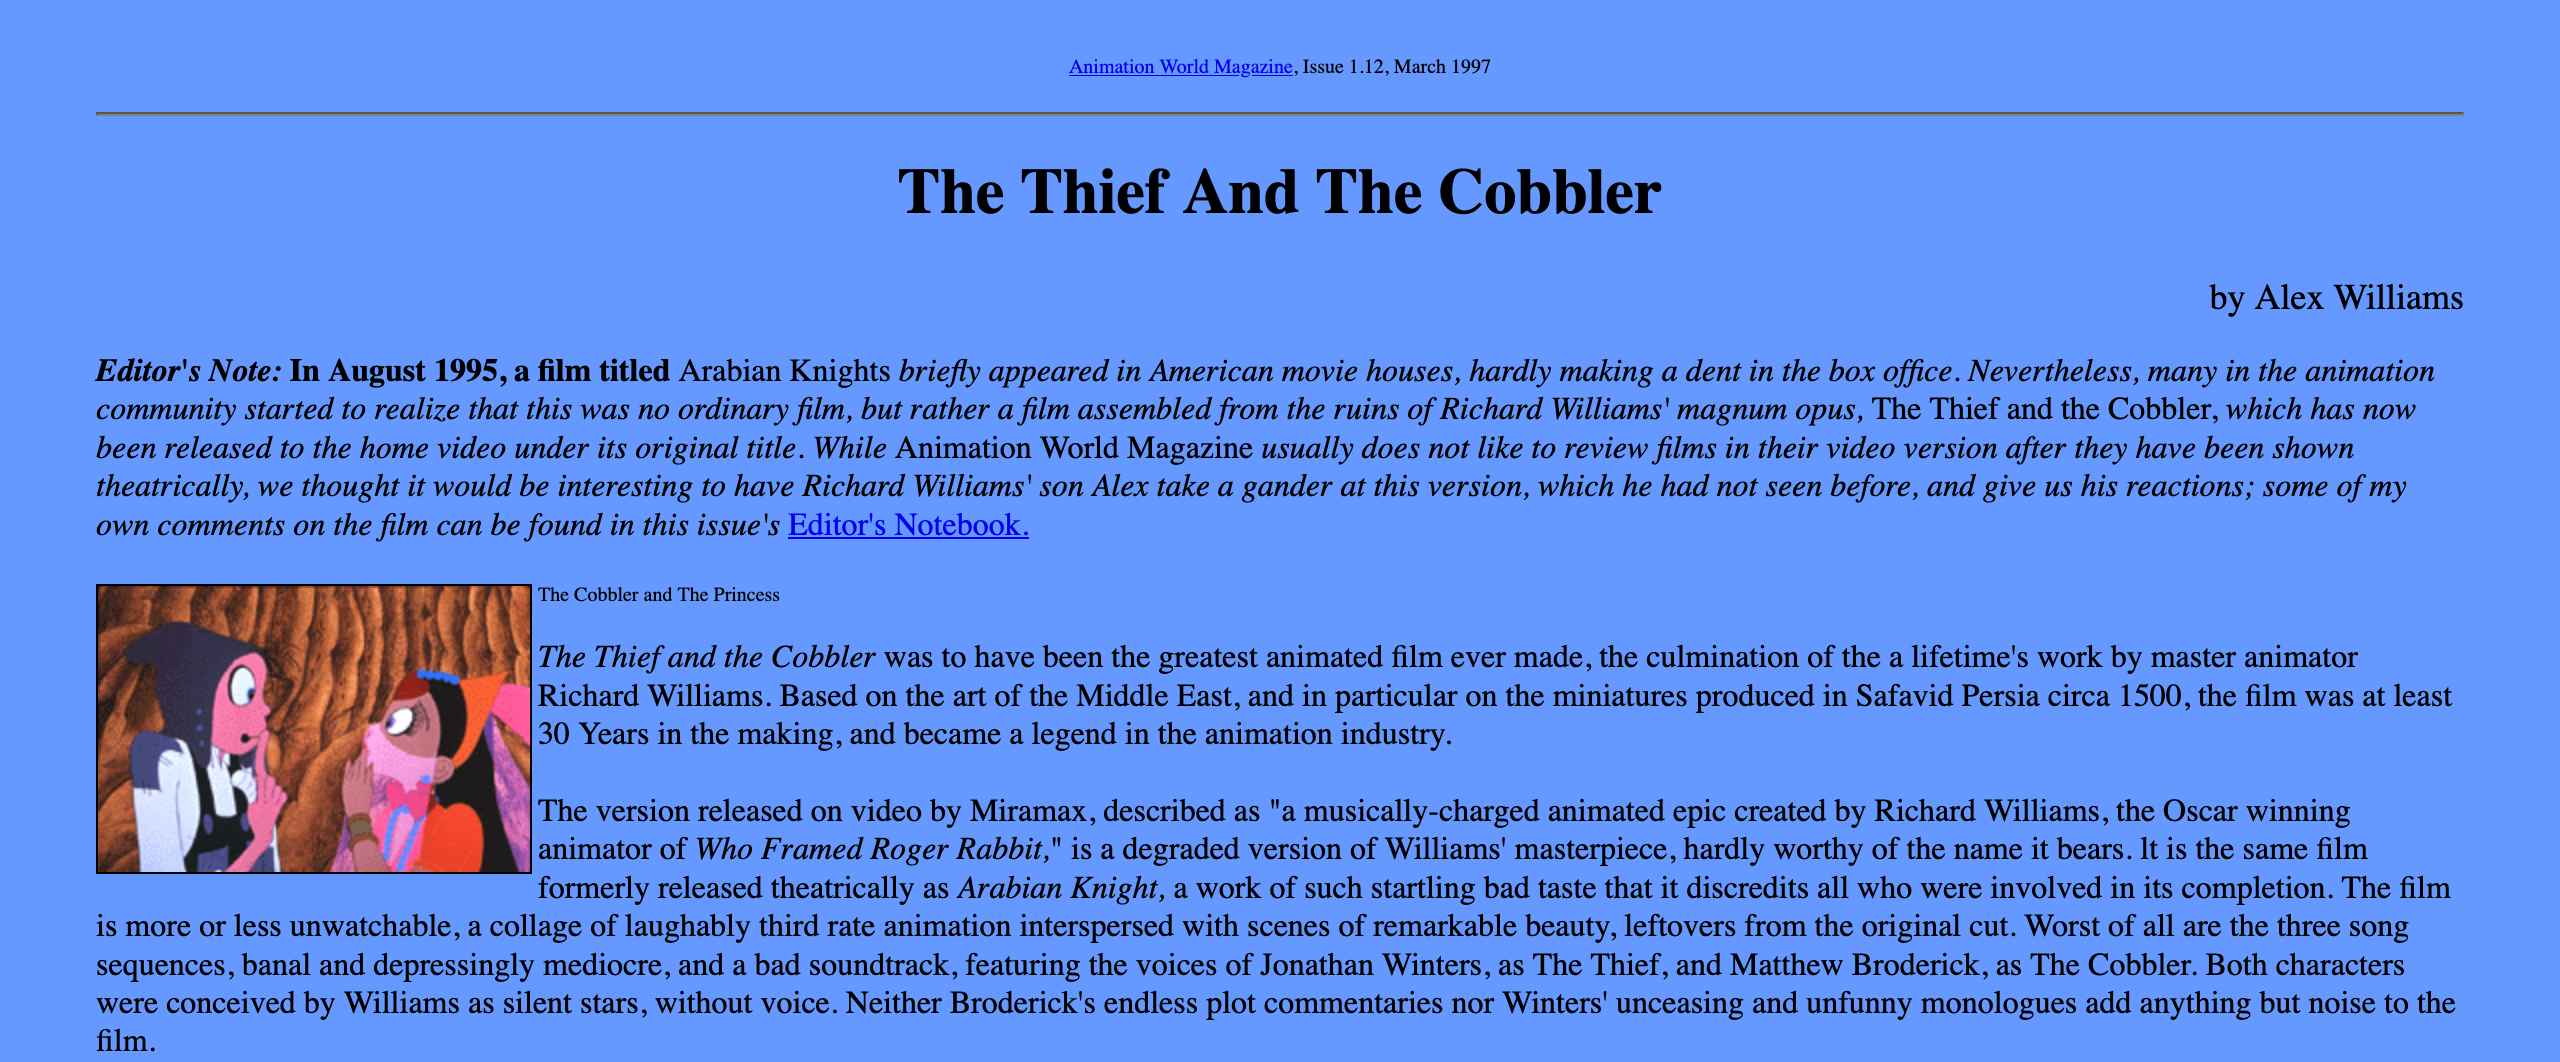 Animation World Magazine, Issue 1.12, March 1997
The Thief And The Cobbler
by Alex Williams
Editor's Note: In August 1995, a film titled Arabian Knights briefly appeared in American movie houses, hardly making a dent in the box office. Nevertheless, many in the animation
community started to realize that this was no ordinary film, but rather a film assembled from the ruins of Richard Williams' magnum opus, The Thief and the Cobbler, which has now
been released to the home video under its original title. While Animation World Magazine usually does not like to review films in their video version after they have been shown
theatrically, we thought it would be interesting to have Richard Williams' son Alex take a gander at this version, which he had not seen before, and give us his reactions; some of my
own comments on the film can be found in this issue's Editor's Notebook.
The Cobbler and The Princess
The Thief and the Cobbler was to have been the greatest animated film ever made, the culmination of the a lifetime's work by master animator
Richard Williams. Based on the art of the Middle East, and in particular on the miniatures produced in Safavid Persia circa 1500, the film was at least
30 Years in the making, and became a legend in the animation industry.
The version released on video by Miramax, described as "a musically-charged animated epic created by Richard Williams, the Oscar winning
animator of Who Framed Roger Rabbit," is a degraded version of Williams' masterpiece, hardly worthy of the name it bears. lt is the same film
formerly released theatrically as Arabian Knight, a work of such startling bad taste that it discredits all who were involved in its completion. The film
is more or less unwatchable, a collage of laughably third rate animation interspersed with scenes of remarkable beauty, leftovers from the original cut. Worst of all are the three song
sequences, banal and depressingly mediocre, and a bad soundtrack, featuring the voices of Jonathan Winters, as The Thief, and Matthew Broderick, as The Cobbler. Both characters
were conceived by Williams as silent stars, without voice. Neither Broderick's endless plot commentaries nor Winters' unceasing and unfunny monologues add anything but noise to the
film.